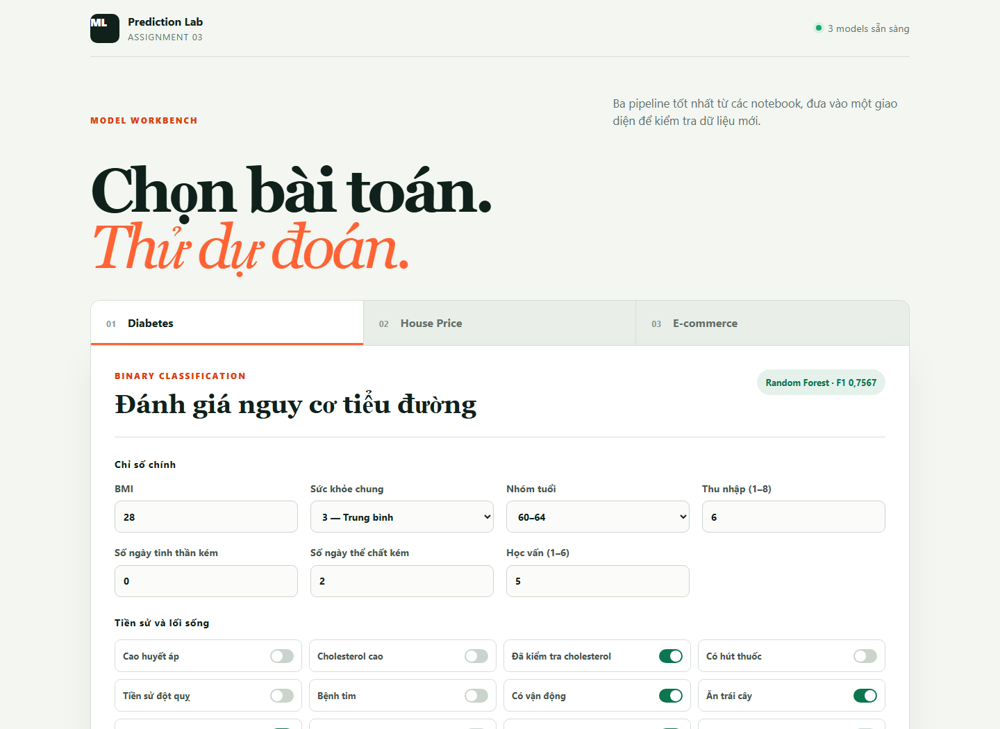 ML
Prediction Lab
ASSIGNMENT 03
3 models sẵn sàng
MODEL WORKBENCH
Ba pipeline tốt nhất từ các notebook, đưa vào một giao
diện để kiểm tra dữ liệu mới.
Chọn bài toán.
Thử dự đoán.
01 Diabetes
02 House Price
03 E-commerce
BINARY CLASSIFICATION
Random Forest · F1 0,7567
Đánh giá nguy cơ tiểu đường
Chỉ số chính
BMI
Sức khỏe chung
Nhóm tuổi
Thu nhập (1–8)
28
3 — Trung bình
60–64
6
Số ngày tinh thần kém
Số ngày thể chất kém
Học vấn (1–6)
0
2
5
Tiền sử và lối sống
Cao huyết áp
Cholesterol cao
Đã kiểm tra cholesterol
Có hút thuốc
Tiền sử đột quỵ
Bệnh tim
Có vận động
Ăn trái cây